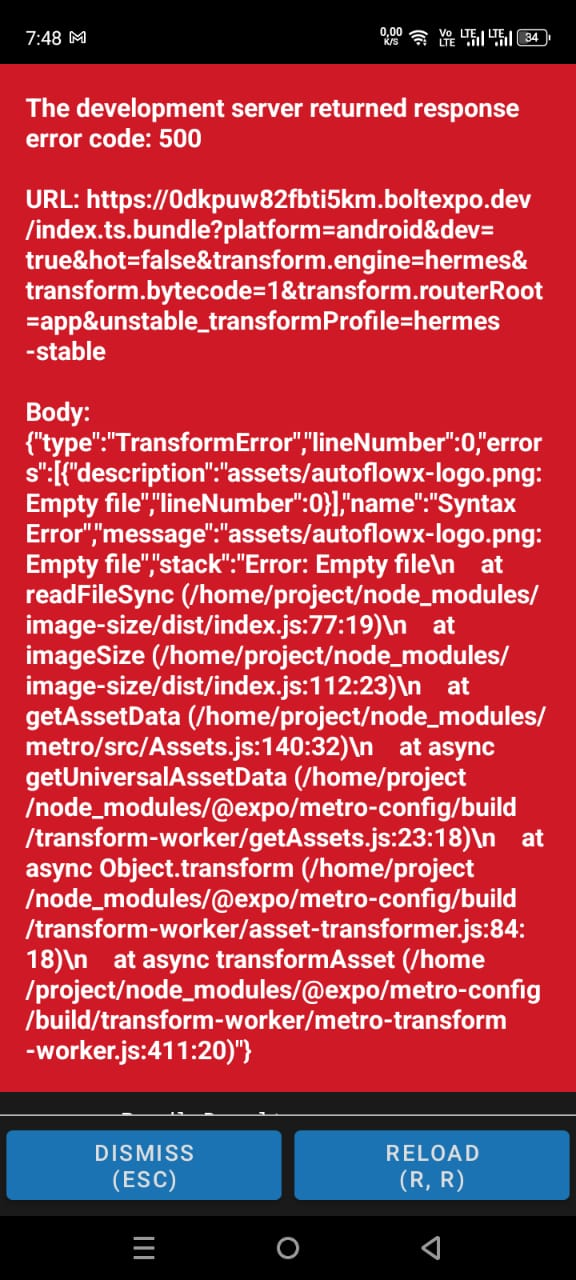 7:48
0,00
K/S
Vo
LTE
LTE
LTE
34
The development server returned response
error code: 500
URL: https://0dkpuw82fbti5km.boltexpo.dev
/index.ts.bundle?platform=android&dev=
true&hot=false&transform.engine=hermes&
transform.bytecode=1&transform.routerRoot
=app&unstable_transformProfile=hermes
-stable
Body:
{"type":"TransformError","lineNumber":0,"error
s":[{"description":"assets/autoflowx-logo.png:
Empty file","lineNumber":0}],"name":"Syntax
Error","message":"assets/autoflowx-logo.png:
Empty file","stack":"Error: Empty file\n    at
readFileSync (/home/project/node_modules/
image-size/dist/index.js:77:19)\n    at
imageSize (/home/project/node_modules/
image-size/dist/index.js:112:23)\n    at
getAssetData (/home/project/node_modules/
metro/src/Assets.js:140:32)\n    at async
getUniversalAssetData (/home/project
/node_modules/@expo/metro-config/build
/transform-worker/getAssets.js:23:18)\n    at
async Object.transform (/home/project
/node_modules/@expo/metro-config/build
/transform-worker/asset-transformer.js:84:
18)\n    at async transformAsset (/home
/project/node_modules/@expo/metro-config
/build/transform-worker/metro-transform
-worker.js:411:20)"}
DISMISS
(ESC)
RELOAD
(R, R)